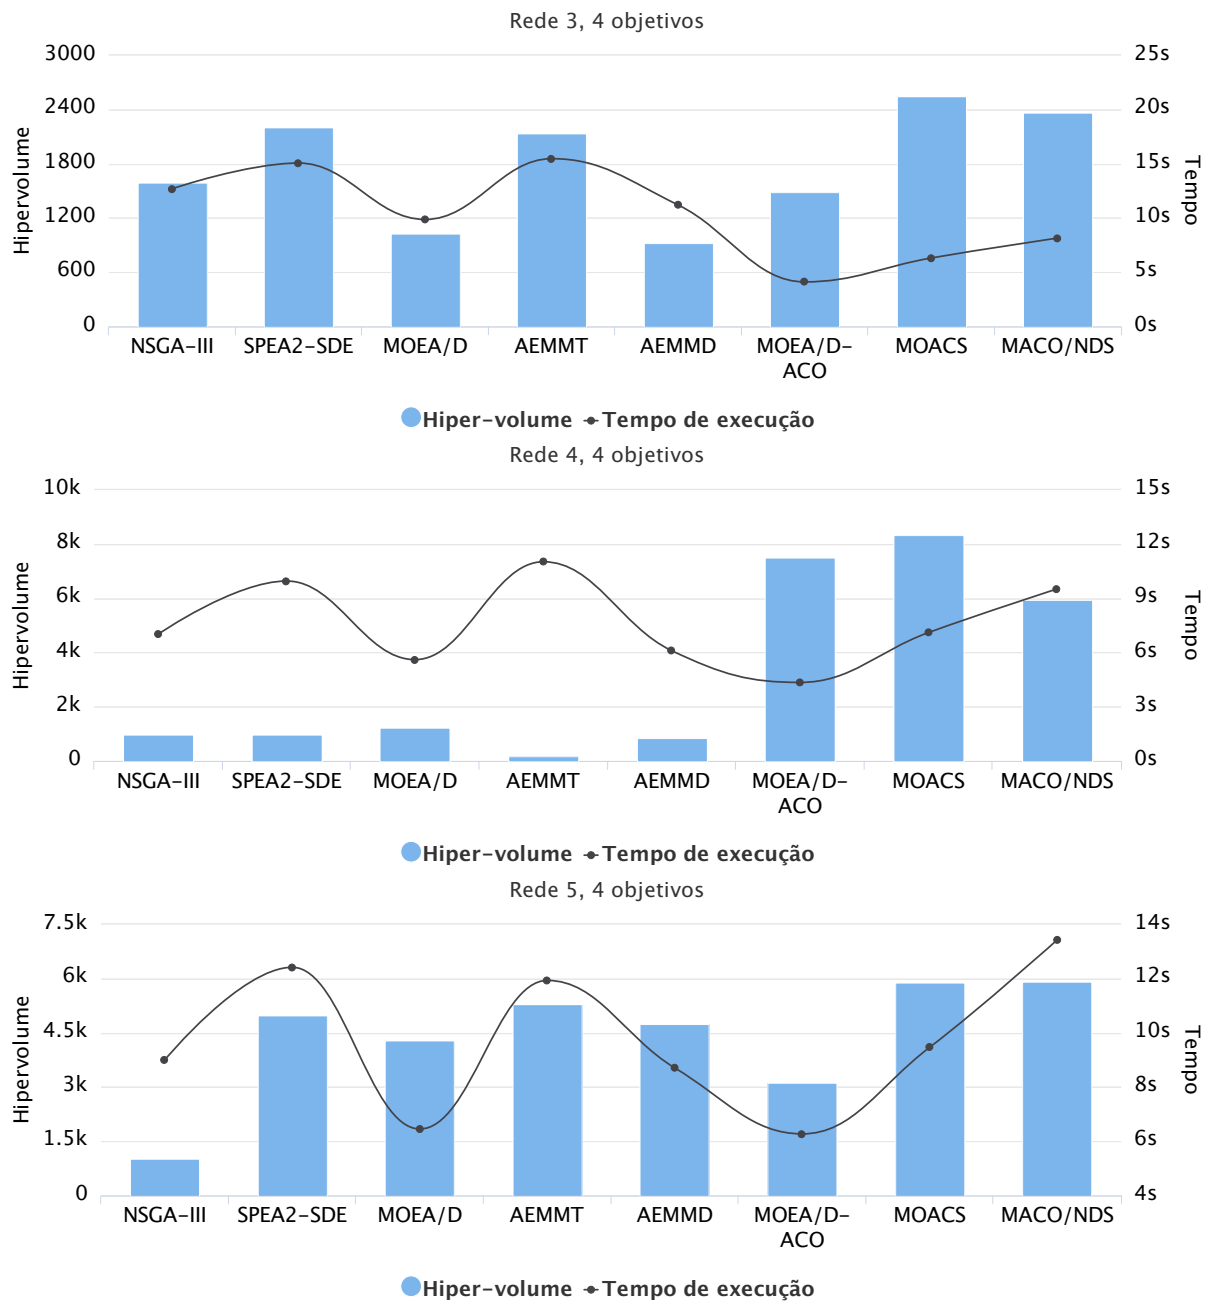 Rede 3, 4 objetivos
3000
2400
1800
1200
600
0
Hipervolume
25s
20s
15s
10s
5s
0s
Tempo
NSGA-III SPEA2-SDE MOEA/D AEMMT AEMMD MOEA/D-ACO MOACS MACO/NDS
Hiper-volume Tempo de execução
Rede 4, 4 objetivos
10k
8k
6k
4k
2k
0
Hipervolume
15s
12s
9s
6s
3s
0s
Tempo
NSGA-III SPEA2-SDE MOEA/D AEMMT AEMMD MOEA/D-ACO MOACS MACO/NDS
Hiper-volume Tempo de execução
Rede 5, 4 objetivos
7.5k
6k
4.5k
3k
1.5k
0
Hipervolume
14s
12s
10s
8s
6s
4s
Tempo
NSGA-III SPEA2-SDE MOEA/D AEMMT AEMMD MOEA/D-ACO MOACS MACO/NDS
Hiper-volume Tempo de execução